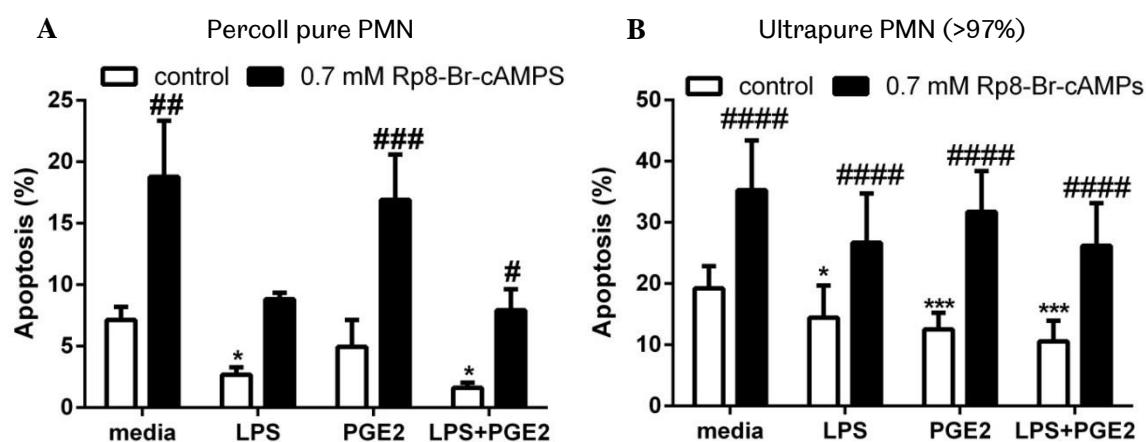 A
Percoll pure PMN
control
0.7 mM Rp8-Br-cAMPS
Apoptosis (%)
25
20
15
10
5
0
##
*
###
*
#
media
LPS
PGE2
LPS+PGE2
B
Ultrapure PMN (>97%)
control
0.7 mM Rp8-Br-cAMPs
Apoptosis (%)
50
40
30
20
10
0
####
*
####
***
####
***
####
media
LPS
PGE2
LPS+PGE2